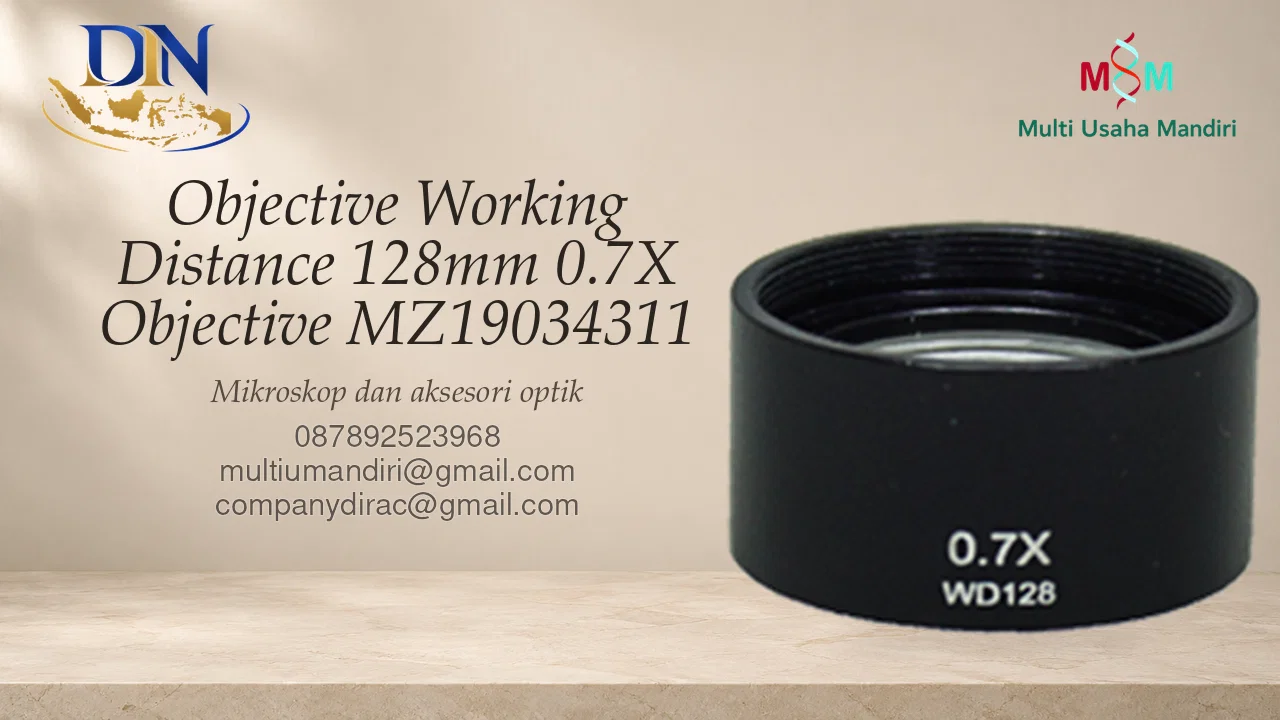 DN
M M
Multi Usaha Mandiri
Objective Working
Distance 128mm 0.7X
Objective MZ19034311
Mikroskop dan aksesori optik
087892523968
multiumandiri@gmail.com
companydirac@gmail.com
0.7X
WD128